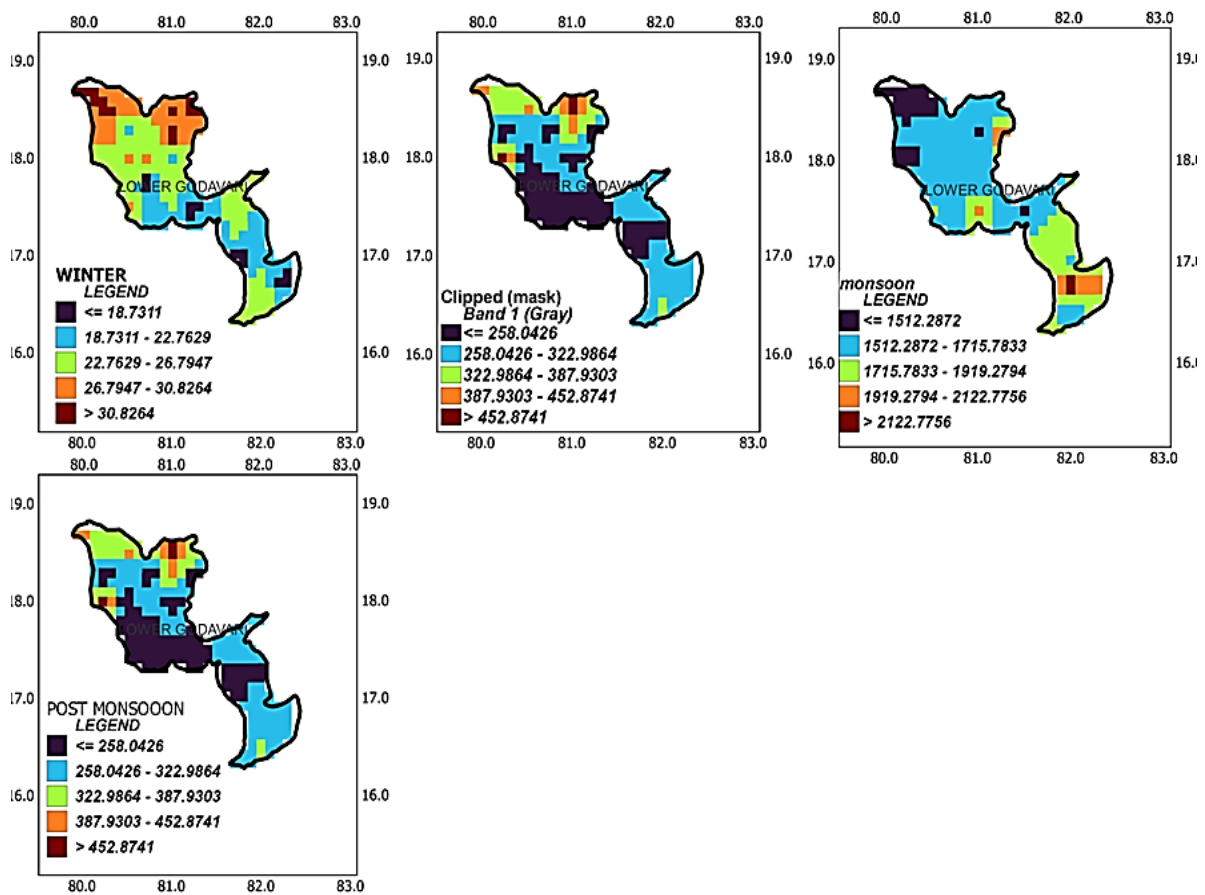 80.0 81.0 82.0 83.0
19.0 19.0
18.0 18.0
LOWER GODAVARI
17.0 17.0
WINTER
LEGEND
<= 18.7311
18.7311 - 22.7629
22.7629 - 26.7947
26.7947 - 30.8264
> 30.8264
16.0 16.0
80.0 81.0 82.0 83.0
80.0 81.0 82.0 83.0
19.0 19.0
18.0 18.0
LOWER GODAVARI
17.0 17.0
Clipped (mask)
Band 1 (Gray)
<= 258.0426
258.0426 - 322.9864
322.9864 - 387.9303
387.9303 - 452.8741
> 452.8741
16.0 16.0
80.0 81.0 82.0 83.0
80.0 81.0 82.0 83.0
19.0 19.0
18.0 18.0
LOWER GODAVARI
17.0 17.0
monsoon
LEGEND
<= 1512.2872
1512.2872 - 1715.7833
1715.7833 - 1919.2794
1919.2794 - 2122.7756
> 2122.7756
16.0 16.0
80.0 81.0 82.0 83.0
80.0 81.0 82.0 83.0
19.0 19.0
18.0 18.0
LOWER GODAVARI
17.0 17.0
POST MONSOOON
LEGEND
<= 258.0426
258.0426 - 322.9864
322.9864 - 387.9303
387.9303 - 452.8741
> 452.8741
16.0 16.0
80.0 81.0 82.0 83.0